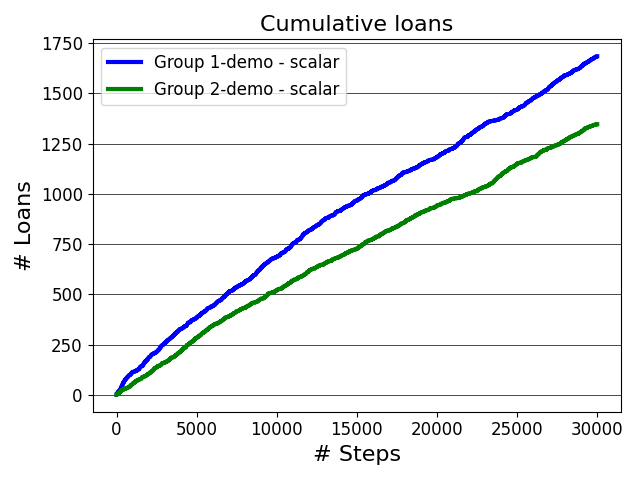 Cumulative loans
1750
1500
1250
1000
750
500
250
0
# Loans
Group 1-demo - scalar
Group 2-demo - scalar
0 5000 10000 15000 20000 25000 30000
# Steps